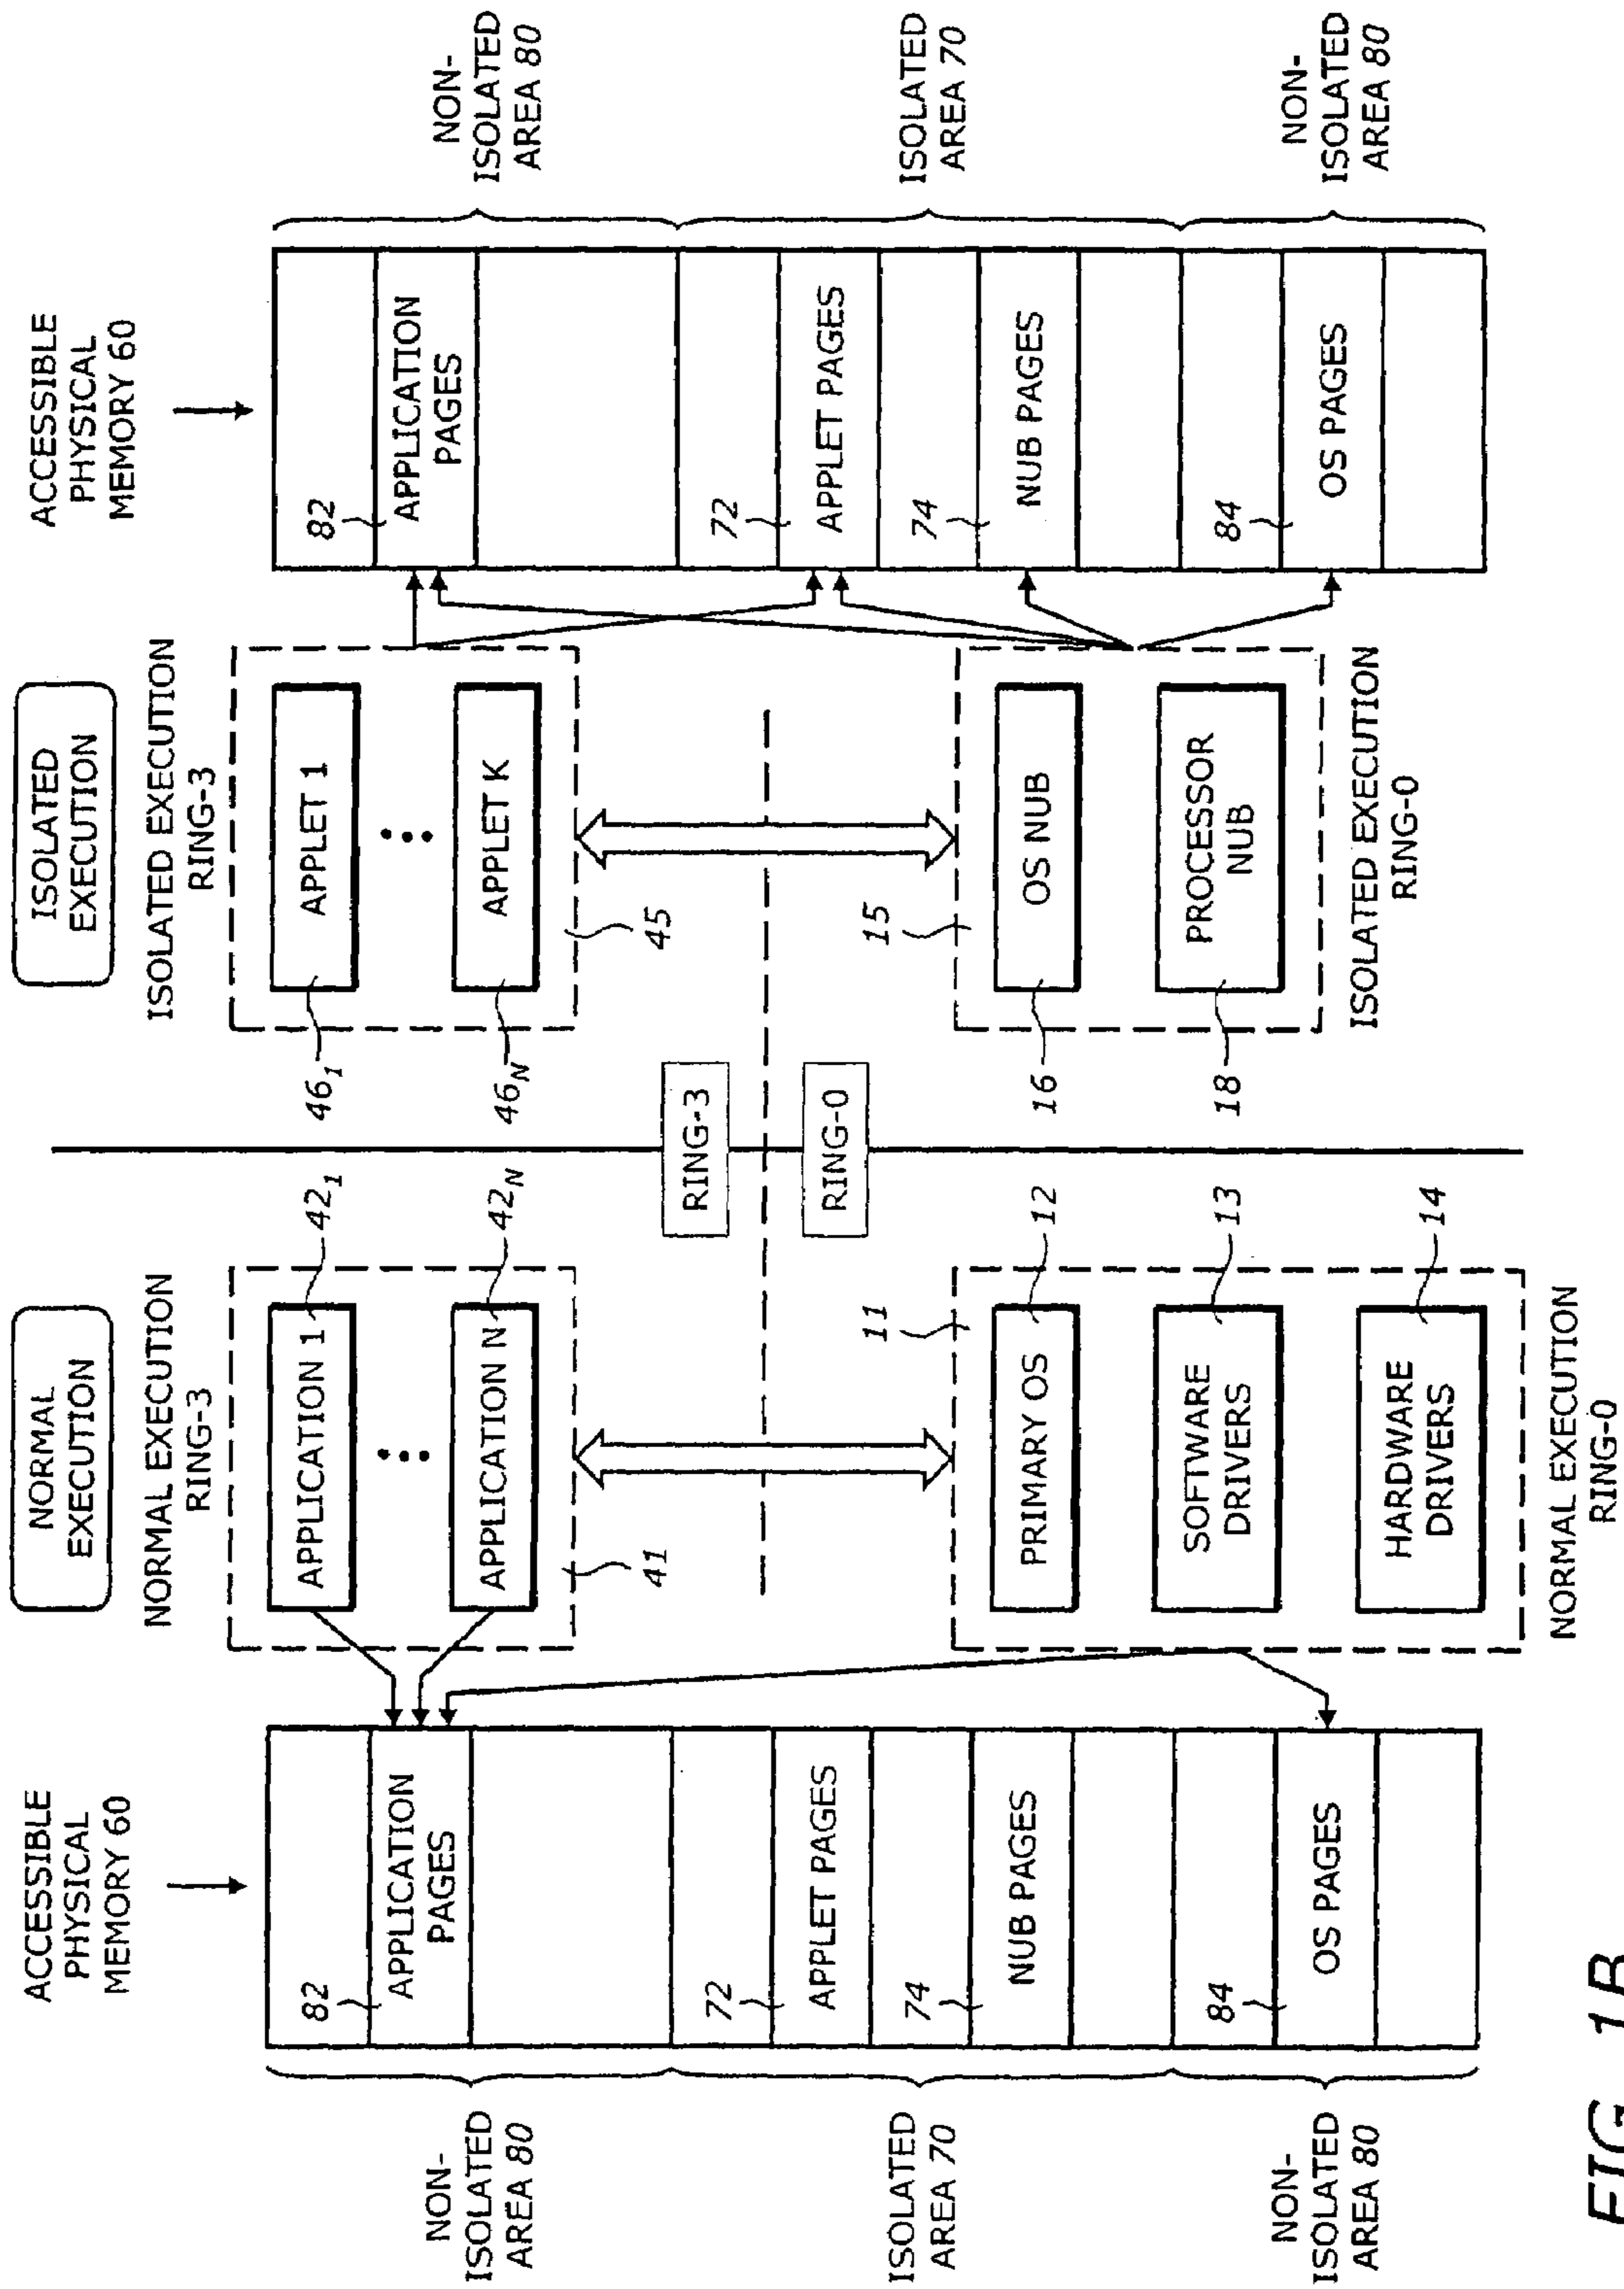 NORMAL
EXECUTION
ISOLATED
EXECUTION
ACCESSIBLE
PHYSICAL
MEMORY 60
NORMAL EXECUTION
RING-3
ISOLATED EXECUTION
RING-3
ACCESSIBLE
PHYSICAL
MEMORY 60
NON-
ISOLATED
AREA 80
82
APPLICATION
PAGES
ISOLATED
AREA 70
72
APPLET PAGES
74
NUB PAGES
NON-
ISOLATED
AREA 80
84
OS PAGES
APPLICATION 1
42₁
APPLICATION N
42N
41
RING-3
RING-0
11
PRIMARY OS
12
SOFTWARE
DRIVERS
13
HARDWARE
DRIVERS
14
NORMAL EXECUTION
RING-0
46₁
APPLET 1
46N
APPLET K
45
15
16
OS NUB
18
PROCESSOR
NUB
ISOLATED EXECUTION
RING-0
82
APPLICATION
PAGES
NON-
ISOLATED
AREA 80
72
APPLET PAGES
74
NUB PAGES
ISOLATED
AREA 70
84
OS PAGES
NON-
ISOLATED
AREA 80
FIG. 1B